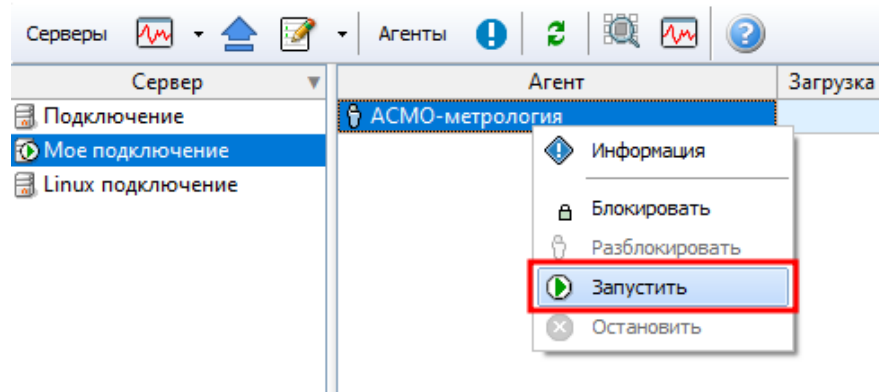 Серверы Агенты
Сервер Агент Загрузка
Подключение
АСМО-метрология
Мое подключение
Linux подключение
Информация
Блокировать
Разблокировать
Запустить
Остановить